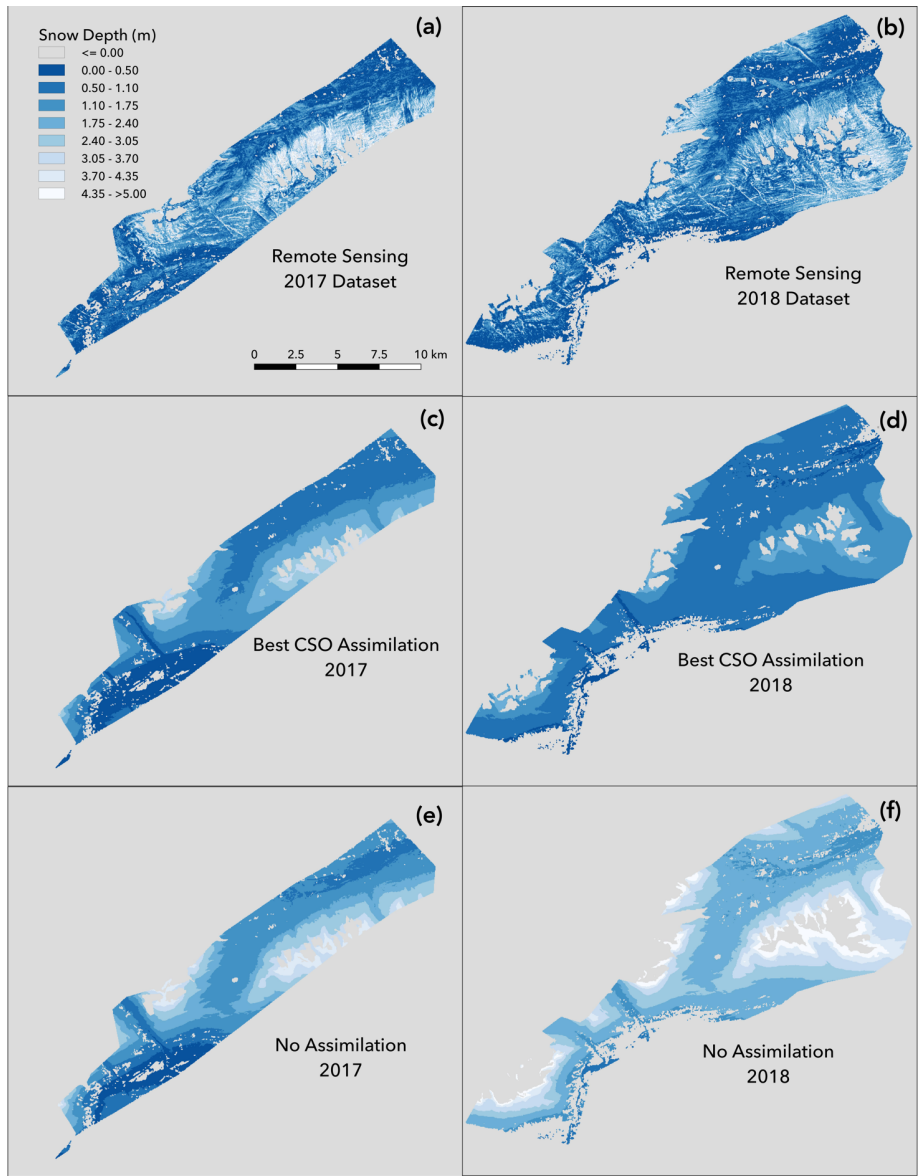 Snow Depth (m)
<= 0.00
0.00 - 0.50
0.50 - 1.10
1.10 - 1.75
1.75 - 2.40
2.40 - 3.05
3.05 - 3.70
3.70 - 4.35
4.35 - >5.00
(a)
Remote Sensing
2017 Dataset
0 2.5 5 7.5 10 km
(b)
Remote Sensing
2018 Dataset
(c)
Best CSO Assimilation
2017
(d)
Best CSO Assimilation
2018
(e)
No Assimilation
2017
(f)
No Assimilation
2018